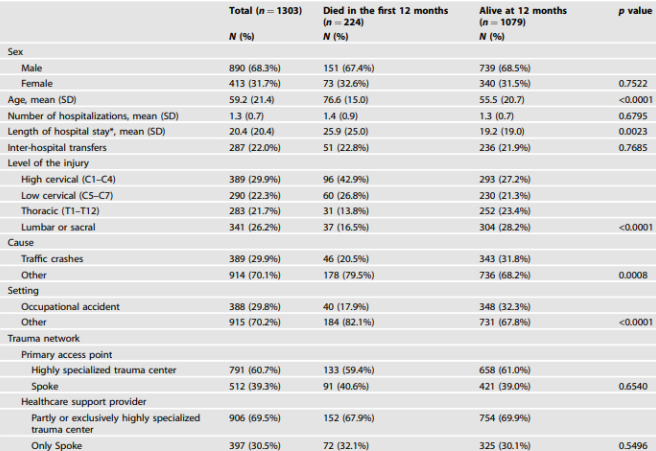 Total (n = 1303) Died in the first 12 months (n = 224) Alive at 12 months (n = 1079) p value
N (%) N (%) N (%)
Sex
Male 890 (68.3%) 151 (67.4%) 739 (68.5%)
Female 413 (31.7%) 73 (32.6%) 340 (31.5%) 0.7522
Age, mean (SD) 59.2 (21.4) 76.6 (15.0) 55.5 (20.7) <0.0001
Number of hospitalizations, mean (SD) 1.3 (0.7) 1.4 (0.9) 1.3 (0.7) 0.6795
Length of hospital stay*, mean (SD) 20.4 (20.4) 25.9 (25.0) 19.2 (19.0) 0.0023
Inter-hospital transfers 287 (22.0%) 51 (22.8%) 236 (21.9%) 0.7685
Level of the injury
High cervical (C1–C4) 389 (29.9%) 96 (42.9%) 293 (27.2%)
Low cervical (C5–C7) 290 (22.3%) 60 (26.8%) 230 (21.3%)
Thoracic (T1–T12) 283 (21.7%) 31 (13.8%) 252 (23.4%)
Lumbar or sacral 341 (26.2%) 37 (16.5%) 304 (28.2%) <0.0001
Cause
Traffic crashes 389 (29.9%) 46 (20.5%) 343 (31.8%)
Other 914 (70.1%) 178 (79.5%) 736 (68.2%) 0.0008
Setting
Occupational accident 388 (29.8%) 40 (17.9%) 348 (32.3%)
Other 915 (70.2%) 184 (82.1%) 731 (67.8%) <0.0001
Trauma network
Primary access point
Highly specialized trauma center 791 (60.7%) 133 (59.4%) 658 (61.0%)
Spoke 512 (39.3%) 91 (40.6%) 421 (39.0%) 0.6540
Healthcare support provider
Partly or exclusively highly specialized 906 (69.5%) 152 (67.9%) 754 (69.9%)
trauma center
Only Spoke 397 (30.5%) 72 (32.1%) 325 (30.1%) 0.5496